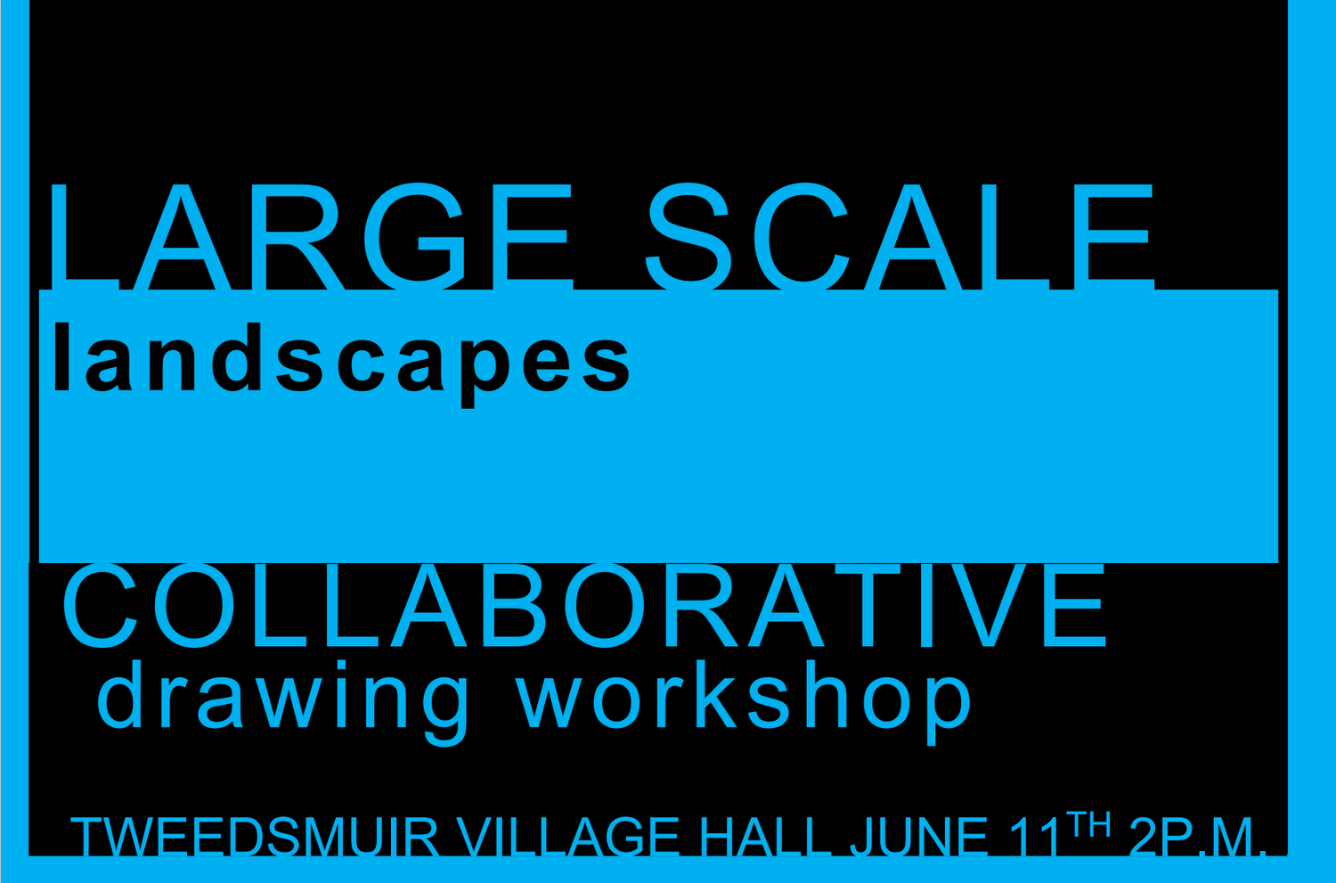 LARGE SCALE
landscapes
COLLABORATIVE
drawing workshop
TWEEDSMUIR VILLAGE HALL JUNE 11TH 2P.M.